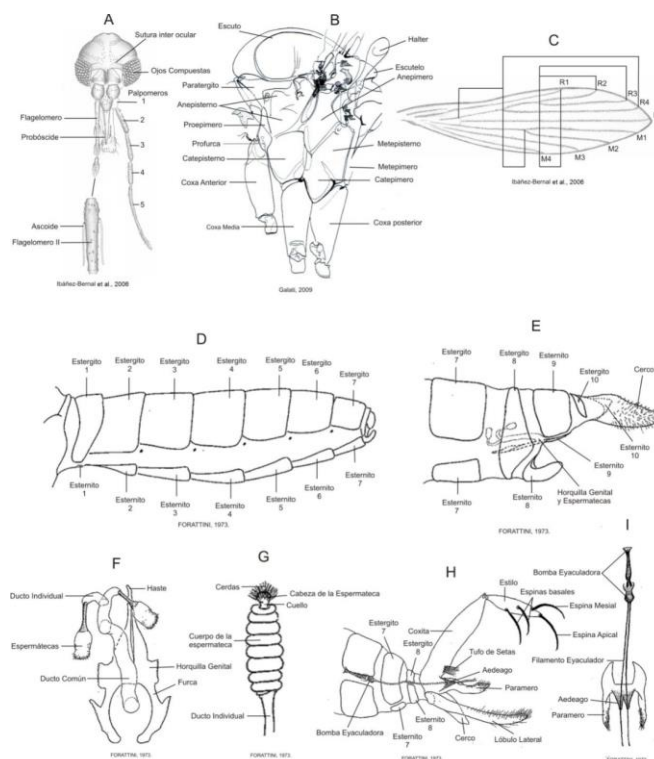 A
Sutura inter ocular
Ojos Compuestas
Palpomeros
1
2
3
4
5
Flagelomero
Probóscide
Ascoide
Flagelomero II
Ibáñez-Bernal et al., 2006
B
Escuto
Halter
Escutelo
Anepimero
Paratergito
Anepisterno
Proepimero
Profurca
Catepisterno
Coxa Anterior
Coxa Media
Metepisterno
Metepimero
Catepimero
Coxa posterior
Galati, 2009
C
R1
R2
R3
R4
M1
M2
M3
M4
Ibáñez-Bernal et al., 2006
D
Estergito
1
Estergito
2
Estergito
3
Estergito
4
Estergito
5
Estergito
6
Estergito
7
Esternito
1
Esternito
2
Esternito
3
Esternito
4
Esternito
5
Esternito
6
Esternito
7
FORATTINI, 1973.
E
Estergito
7
Estergito
8
Esternito
9
Estergito
10
Cerco
Esternito
10
Esternito
9
Horquilla Genital
y Espermatecas
Esternito
7
Esternito
8
FORATTINI, 1973.
F
Haste
Ducto Individual
Espermátecas
Ducto Común
Horquilla Genital
Furca
FORATTINI, 1973.
G
Cerdas
Cabeza de la Espermateca
Cuello
Cuerpo de la
espermateca
Ducto Individual
FORATTINI, 1973.
H
Estilo
Espinas basales
Espina Mesial
Espina Apical
Coxita
Estergito
7
Estergito
8
Tufo de Setas
Aedeago
Paramero
Bomba Eyaculadora
Esternito
7
Esternito
8
Cerco
Lóbulo Lateral
FORATTINI, 1973.
I
Bomba Eyaculadora
Filamento Eyaculador
Aedeago
Paramero